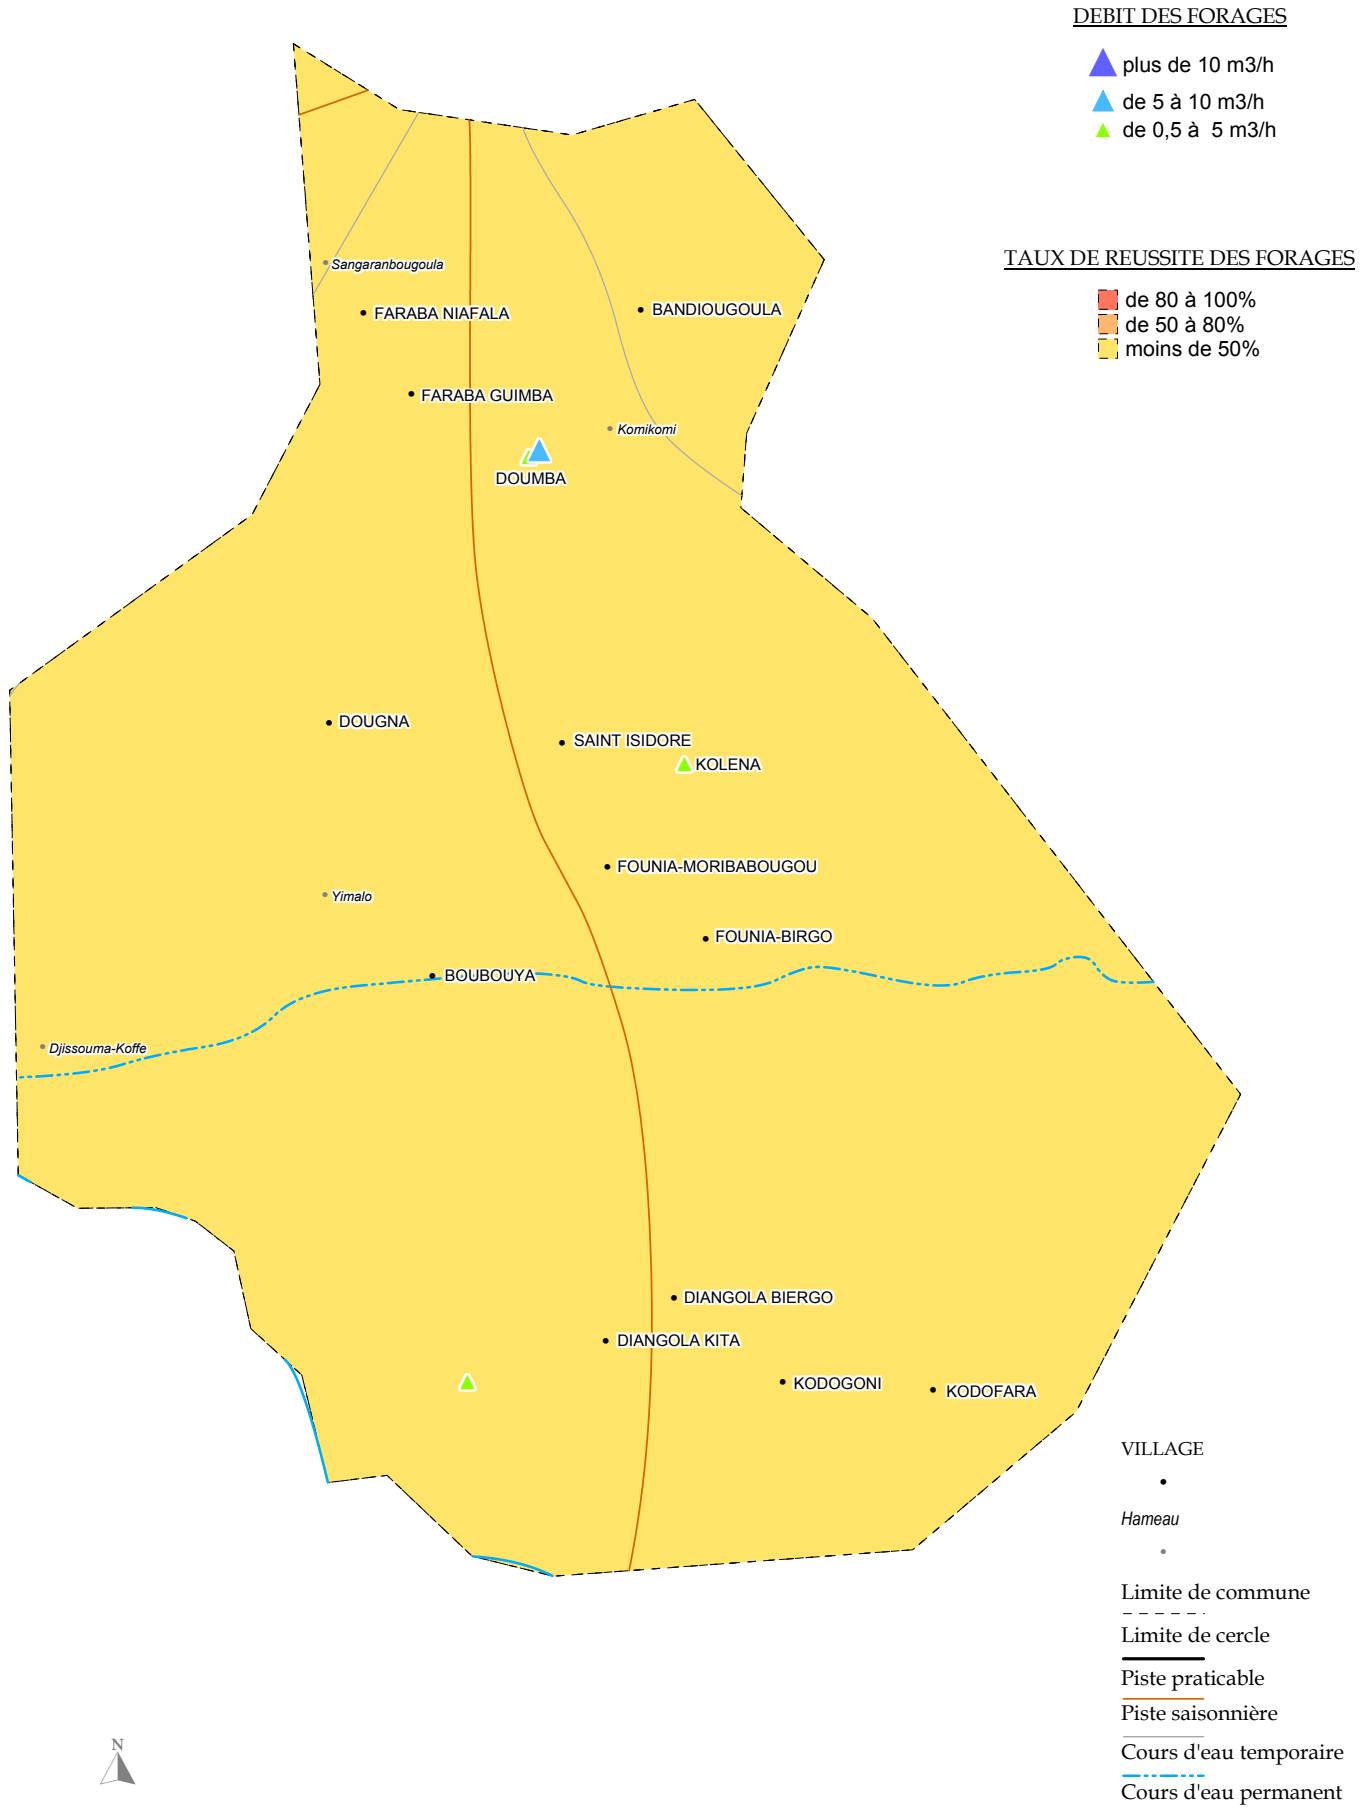 DEBIT DES FORAGES
plus de 10 m3/h
de 5 à 10 m3/h
de 0,5 à  5 m3/h
TAUX DE REUSSITE DES FORAGES
de 80 à 100%
de 50 à 80%
moins de 50%
Sangaranbougoula
FARABA NIAFALA
BANDIOUGOULA
FARABA GUIMBA
Komikomi
DOUMBA
DOUGNA
SAINT ISIDORE
KOLENA
FOUNIA-MORIBABOUGOU
Yimalo
FOUNIA-BIRGO
BOUBOUYA
Djissouma-Koffe
DIANGOLA BIERGO
DIANGOLA KITA
KODOGONI
KODOFARA
VILLAGE
Hameau
Limite de commune
Limite de cercle
Piste praticable
Piste saisonnière
Cours d'eau temporaire
Cours d'eau permanent
N